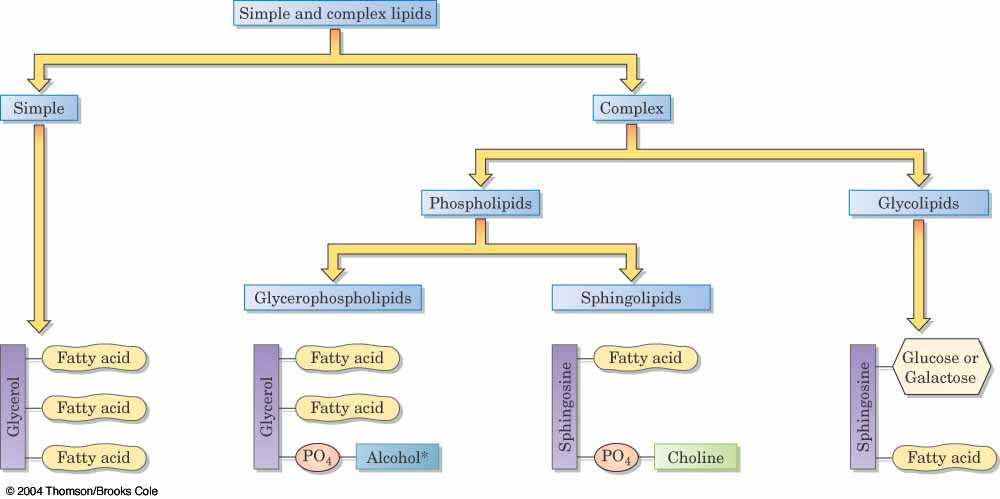 Simple and complex lipids
Simple
Complex
Phospholipids
Glycolipids
Glycerophospholipids
Sphingolipids
Glycerol
Fatty acid
Fatty acid
Fatty acid
Glycerol
Fatty acid
Fatty acid
PO4
Alcohol*
Sphingosine
Fatty acid
PO4
Choline
Sphingosine
Glucose or
Galactose
Fatty acid
© 2004 Thomson/Brooks Cole